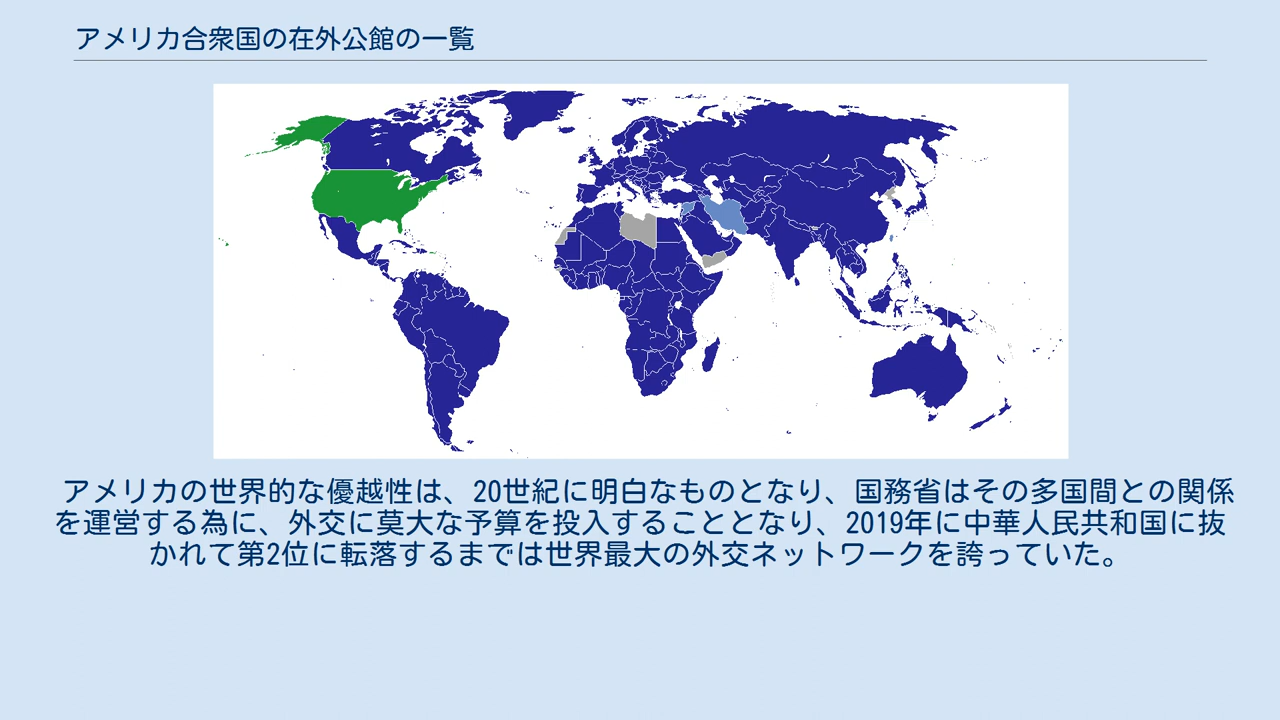 アメリカ合衆国の在外公館の一覧
アメリカの世界的な優越性は、20世紀に明白なものとなり、国務省はその多国間との関係
を運営する為に、外交に莫大な予算を投入することとなり、2019年に中華人民共和国に抜
かれて第2位に転落するまでは世界最大の外交ネットワークを誇っていた。